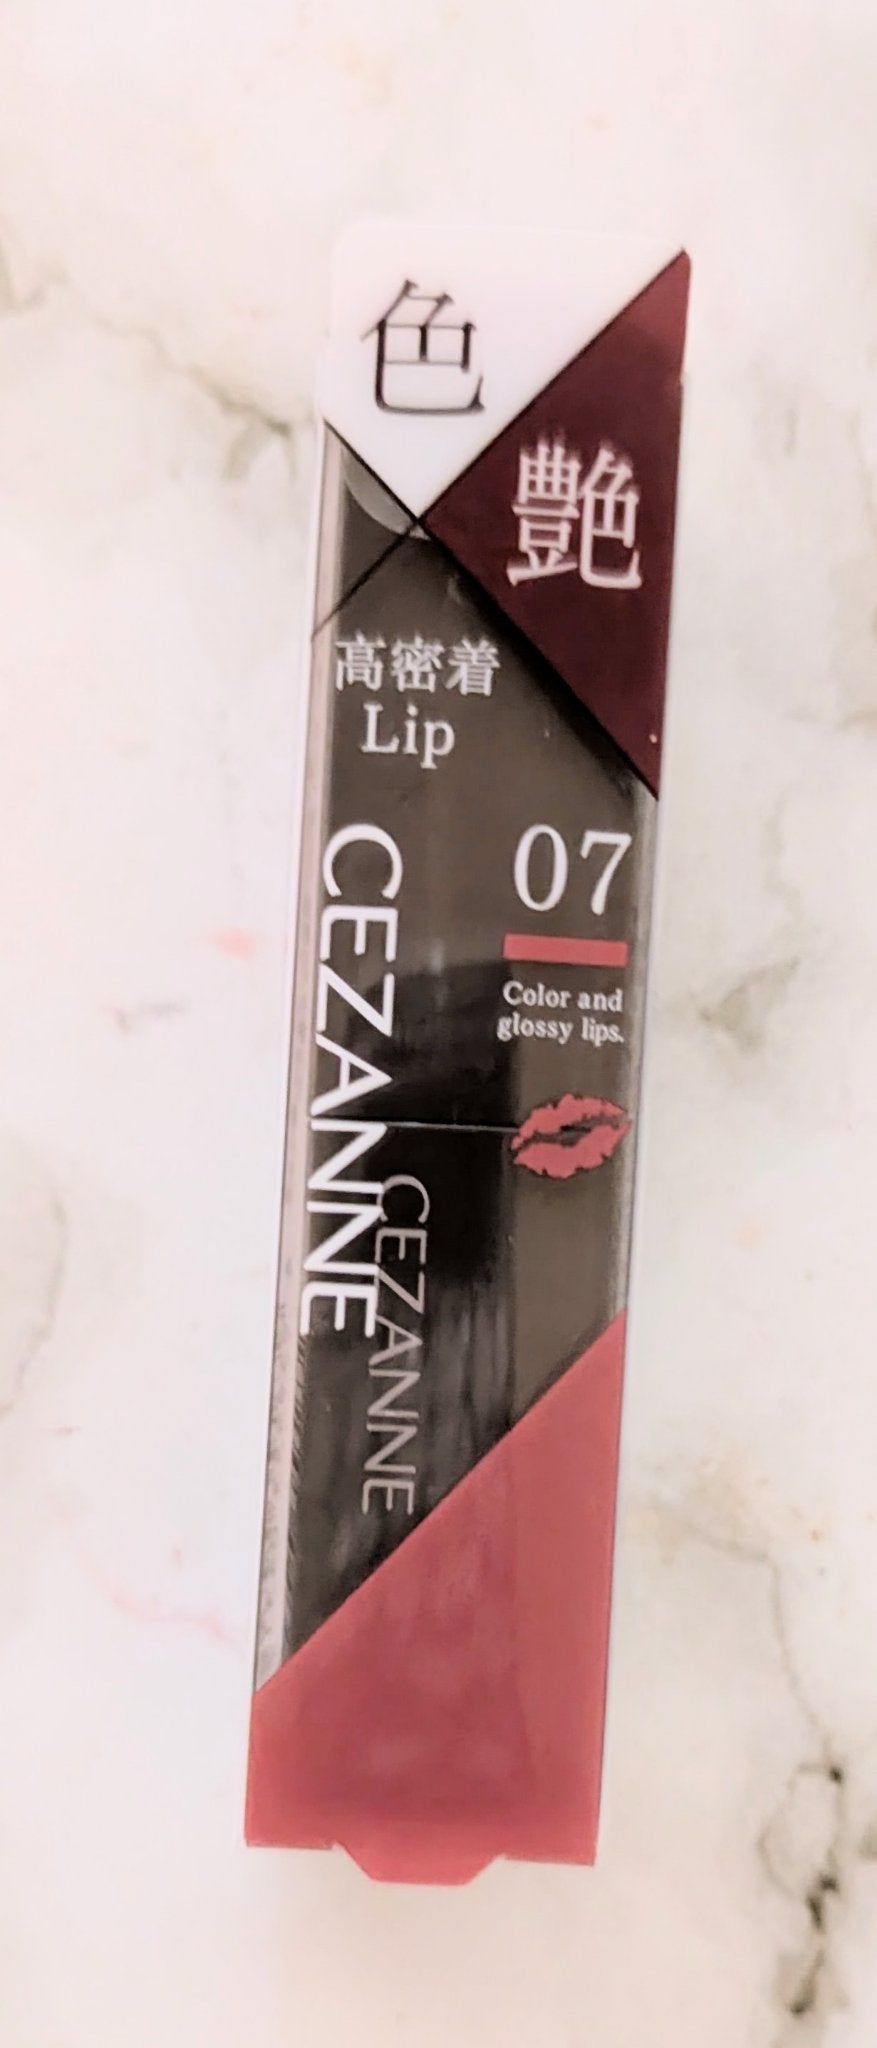 色
艶
高密着
Lip
07
Color and
glossy lips.
CEZANNE
CEZANNE